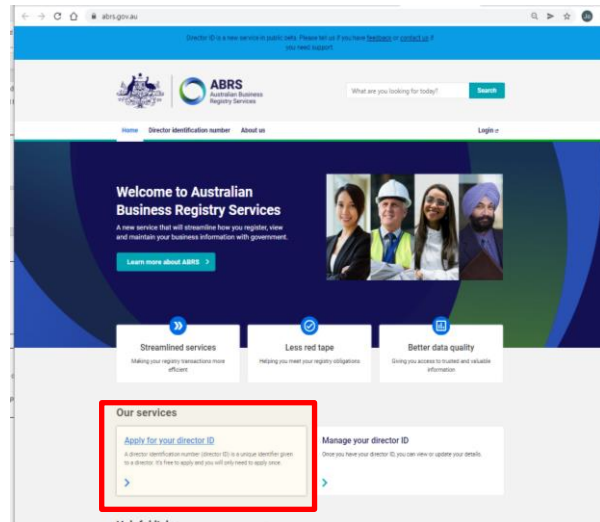 abrs.gov.au
Director ID is a new service in public beta. Please tell us if you have feedback or contact us if
you need support.
ABRS
Australian Business
Registry Services
What are you looking for today?
Search
Home Director identification number About us Login
Welcome to Australian
Business Registry Services
A new service that will streamline how you register, view
and maintain your business information with government.
Learn more about ABRS
Streamlined services
Making your registry transactions more
efficient
Less red tape
Helping you meet your registry obligations
Better data quality
Giving you access to trusted and valuable
information
Our services
Apply for your director ID
A director identification number (director ID) is a unique identifier given
to a director. It's free to apply and you will only need to apply once.
Manage your director ID
Once you have your director ID, you can view or update your details.